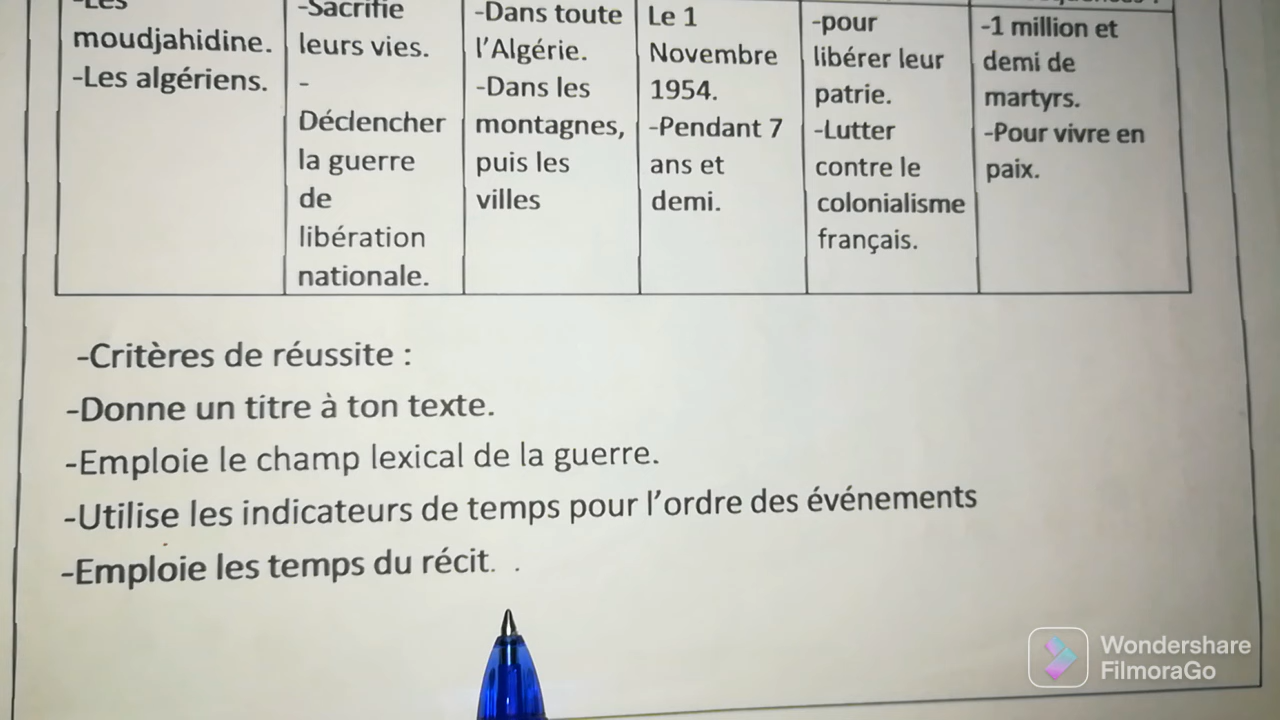 -Les
moudjahidine.
-Les algériens.
-Sacrifie
leurs vies.
-
Déclencher
la guerre
de
libération
nationale.
-Dans toute
l'Algérie.
-Dans les
montagnes,
puis les
villes
Le 1
Novembre
1954.
-Pendant 7
ans et
demi.
-pour
libérer leur
patrie.
-Lutter
contre le
colonialisme
français.
-1 million et
demi de
martyrs.
-Pour vivre en
paix.
-Critères de réussite :
-Donne un titre à ton texte.
-Emploie le champ lexical de la guerre.
-Utilise les indicateurs de temps pour l'ordre des événements
-Emploie les temps du récit. .
Wondershare
FilmoraGo